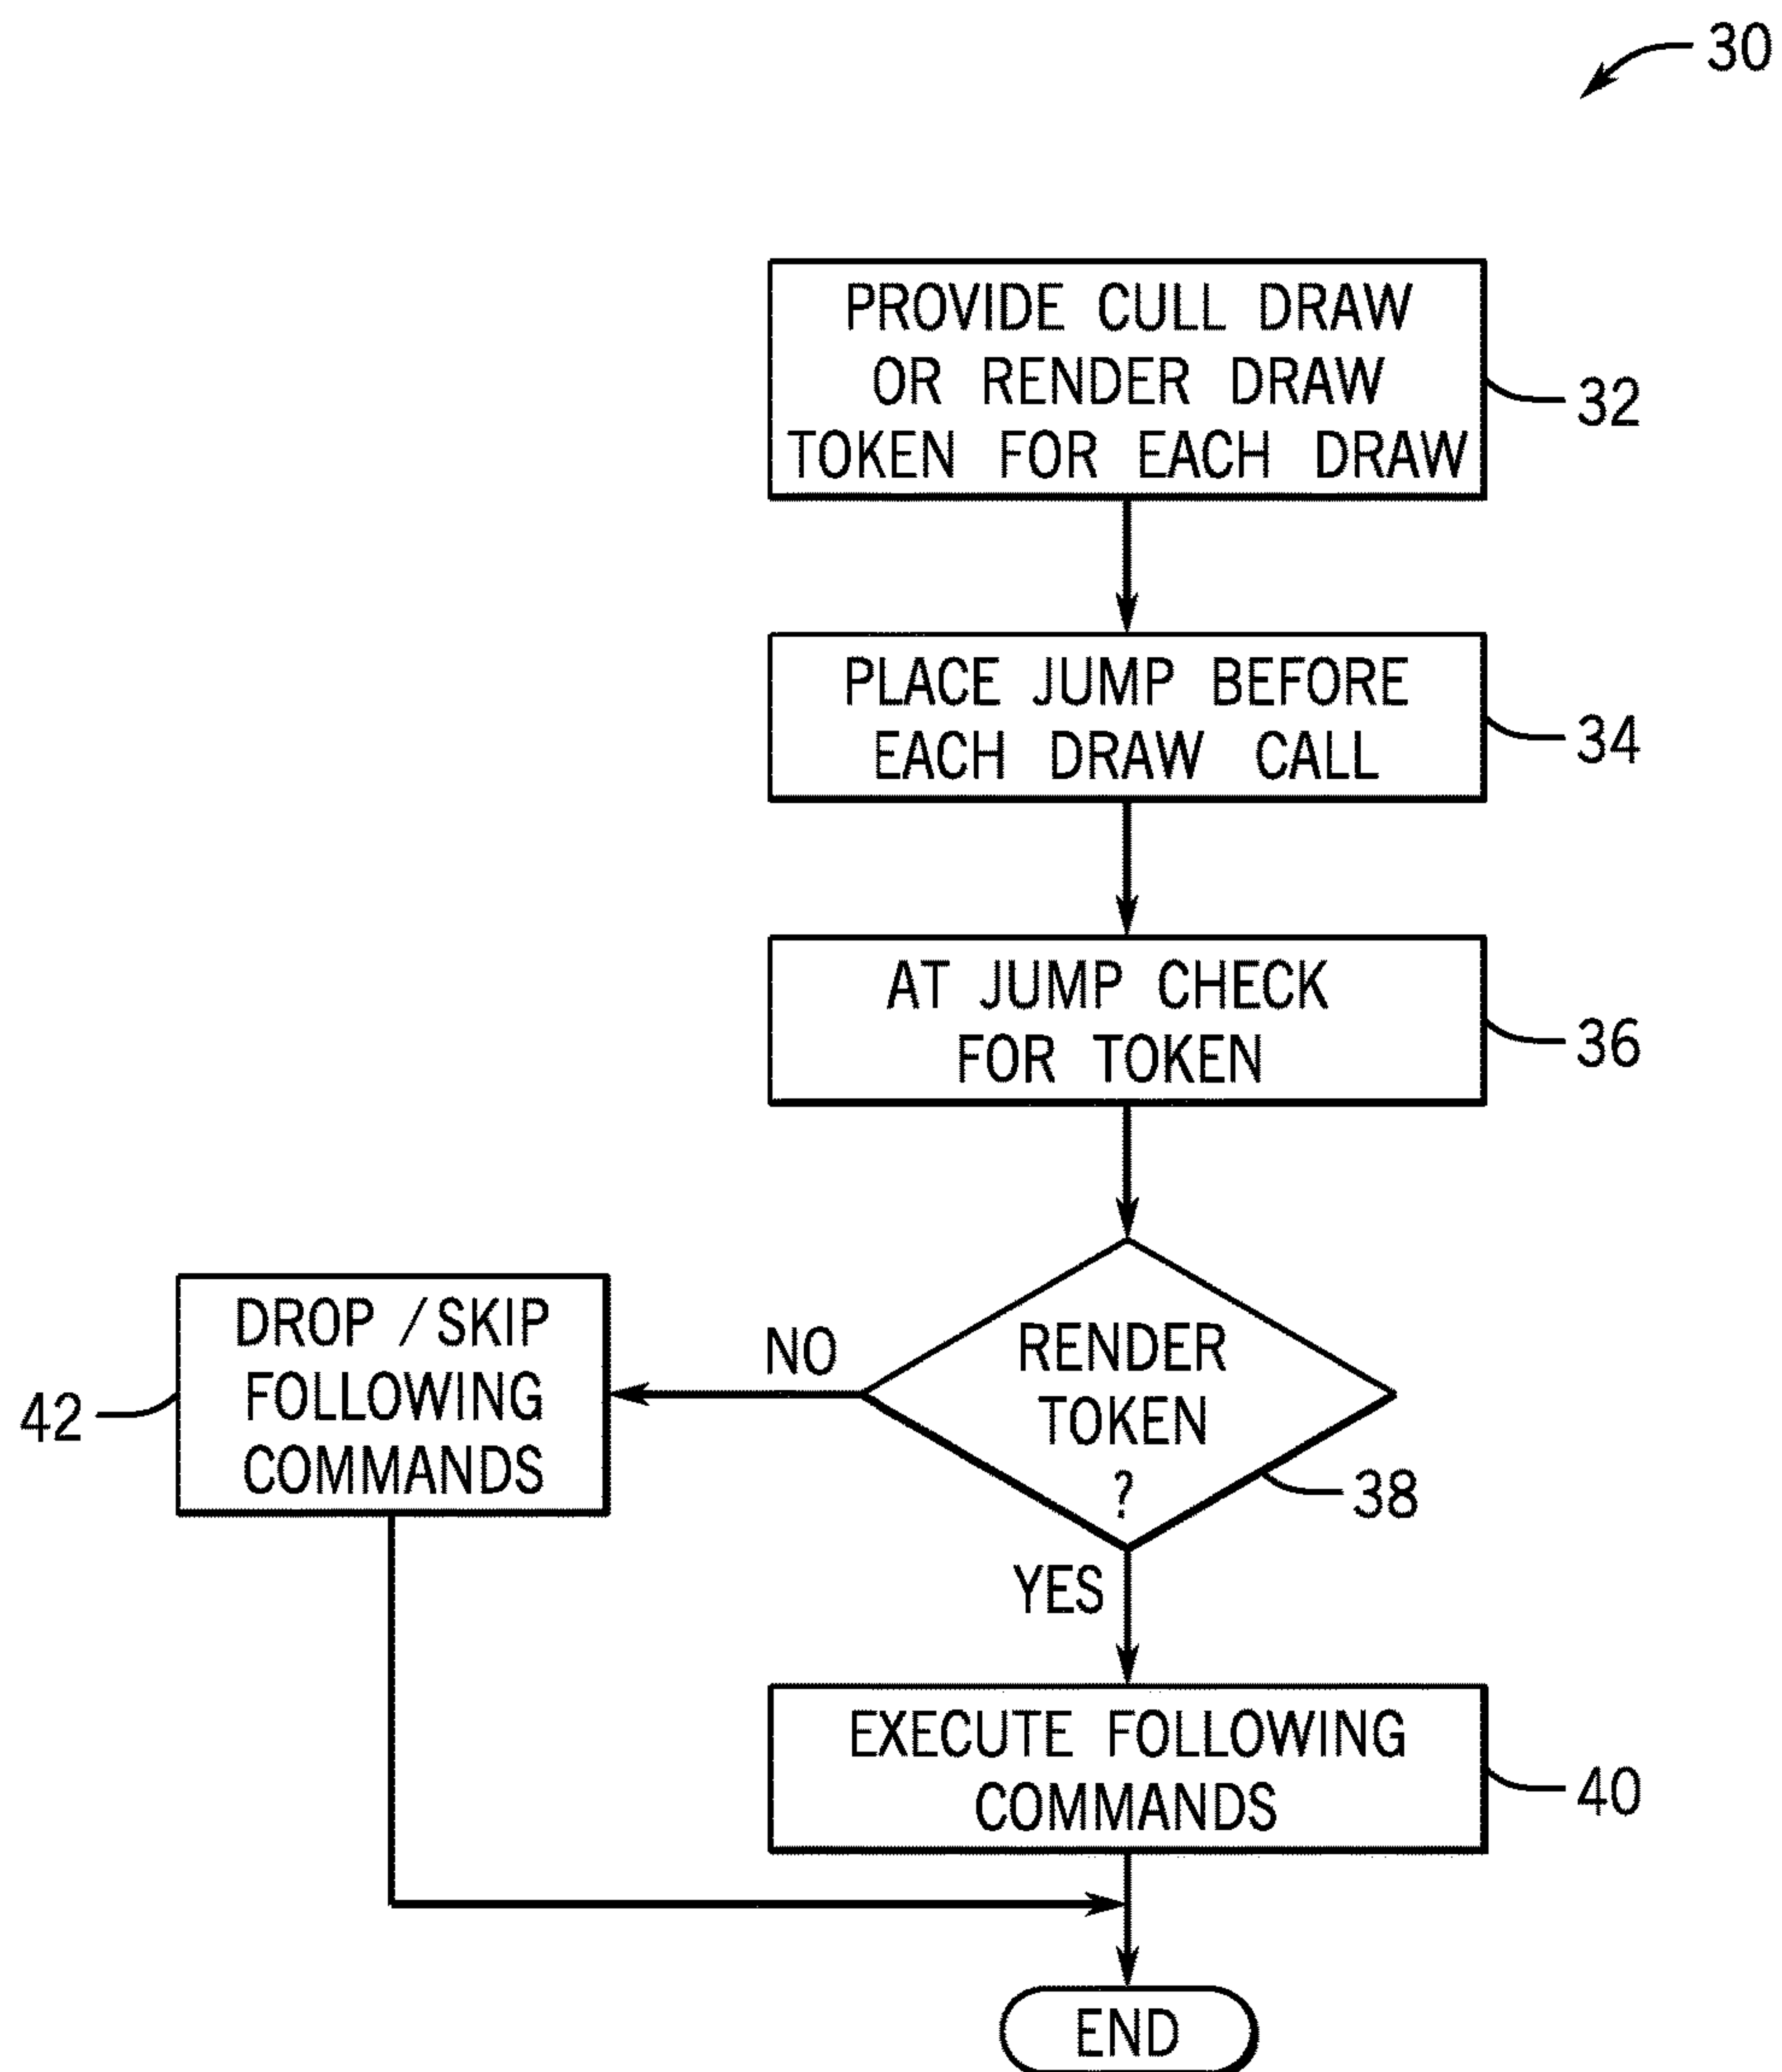 30
PROVIDE CULL DRAW
OR RENDER DRAW
TOKEN FOR EACH DRAW
32
PLACE JUMP BEFORE
EACH DRAW CALL
34
AT JUMP CHECK
FOR TOKEN
36
RENDER
TOKEN
?
38
NO
DROP / SKIP
FOLLOWING
COMMANDS
42
YES
EXECUTE FOLLOWING
COMMANDS
40
END